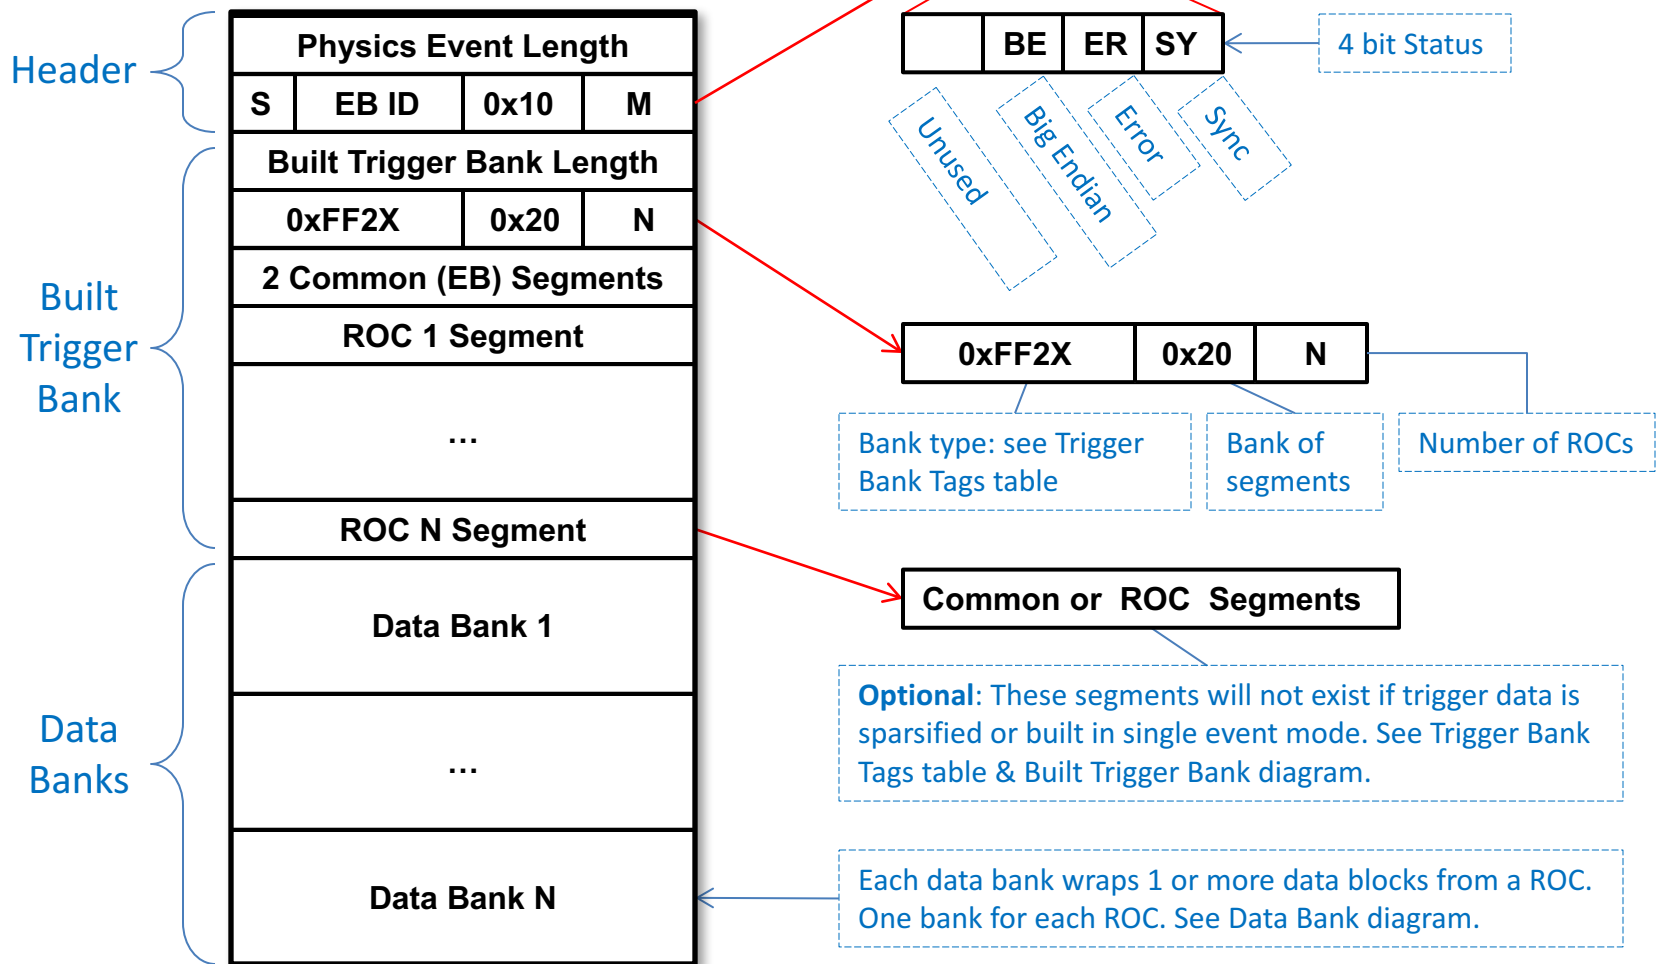 Header
Physics Event Length
S EB ID 0x10 M
Built Trigger Bank Length
0xFF2X 0x20 N
2 Common (EB) Segments
ROC 1 Segment
...
ROC N Segment
Built
Trigger
Bank
Data Bank 1
...
Data Bank N
Data
Banks
BE ER SY
4 bit Status
Unused
Big Endian
Error
Sync
0xFF2X 0x20 N
Bank type: see Trigger
Bank Tags table
Bank of
segments
Number of ROCs
Common or ROC Segments
Optional: These segments will not exist if trigger data is
sparsified or built in single event mode. See Trigger Bank
Tags table & Built Trigger Bank diagram.
Each data bank wraps 1 or more data blocks from a ROC.
One bank for each ROC. See Data Bank diagram.